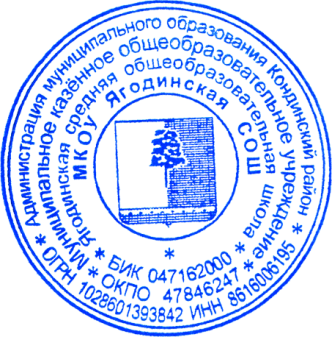 Администрация муниципального образования Кондинский район
* Муниципальное казённое общеобразовательное учреждение *
Ягодинская средняя общеобразовательная школа
* ОГРН 1028601393842 ИНН 8616006195 *
* БИК 047162000 *
* ОКПО 47846247 *
МКОУ Ягодинская СОШ
*